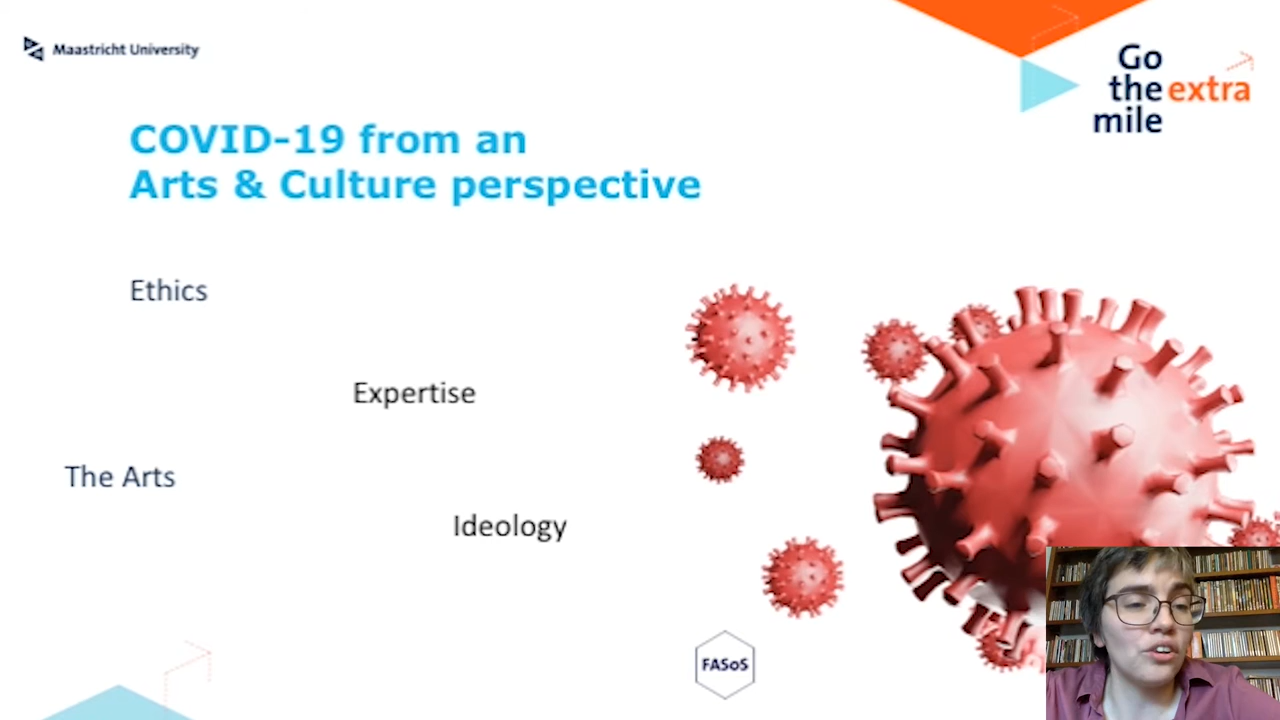 Maastricht University
Go
the extra
mile
COVID-19 from an
Arts & Culture perspective
Ethics
Expertise
The Arts
Ideology
FASoS